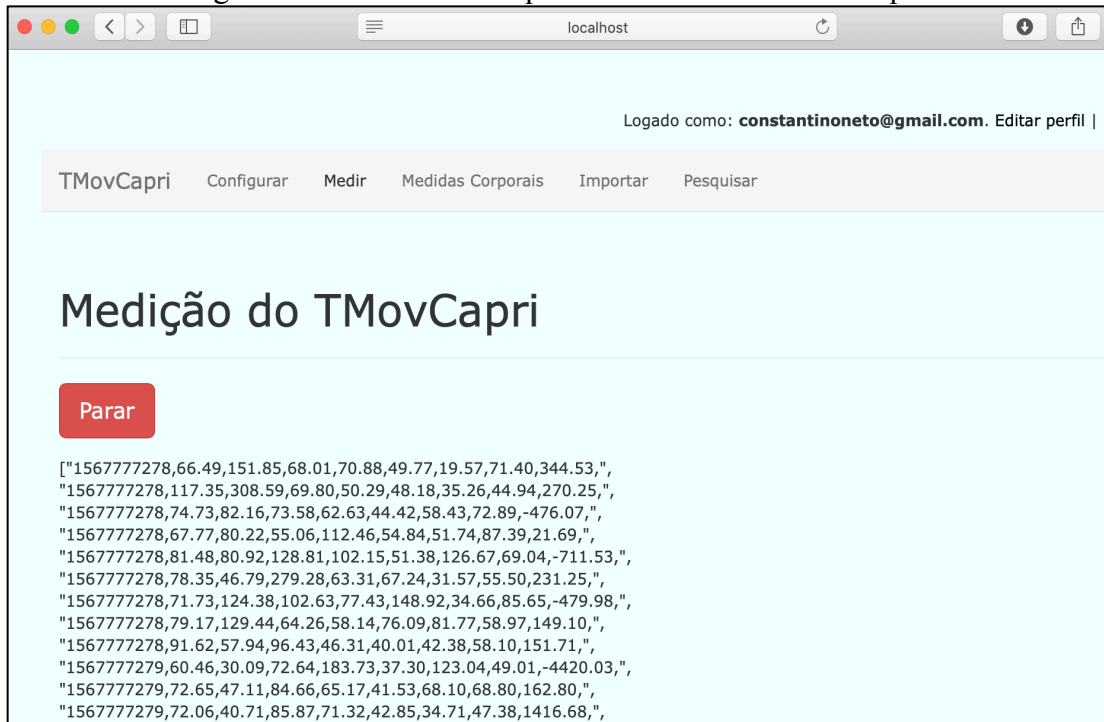 localhost
Logado como: constantinoneto@gmail.com. Editar perfil |
TMovCapri Configurar Medir Medidas Corporais Importar Pesquisar
Medição do TMovCapri
Parar
["1567777278,66.49,151.85,68.01,70.88,49.77,19.57,71.40,344.53,",
"1567777278,117.35,308.59,69.80,50.29,48.18,35.26,44.94,270.25,",
"1567777278,74.73,82.16,73.58,62.63,44.42,58.43,72.89,-476.07,",
"1567777278,67.77,80.22,55.06,112.46,54.84,51.74,87.39,21.69,",
"1567777278,81.48,80.92,128.81,102.15,51.38,126.67,69.04,-711.53,",
"1567777278,78.35,46.79,279.28,63.31,67.24,31.57,55.50,231.25,",
"1567777278,71.73,124.38,102.63,77.43,148.92,34.66,85.65,-479.98,",
"1567777278,79.17,129.44,64.26,58.14,76.09,81.77,58.97,149.10,",
"1567777278,91.62,57.94,96.43,46.31,40.01,42.38,58.10,151.71,",
"1567777279,60.46,30.09,72.64,183.73,37.30,123.04,49.01,-4420.03,",
"1567777279,72.65,47.11,84.66,65.17,41.53,68.10,68.80,162.80,",
"1567777279,72.06,40.71,85.87,71.32,42.85,34.71,47.38,1416.68,",